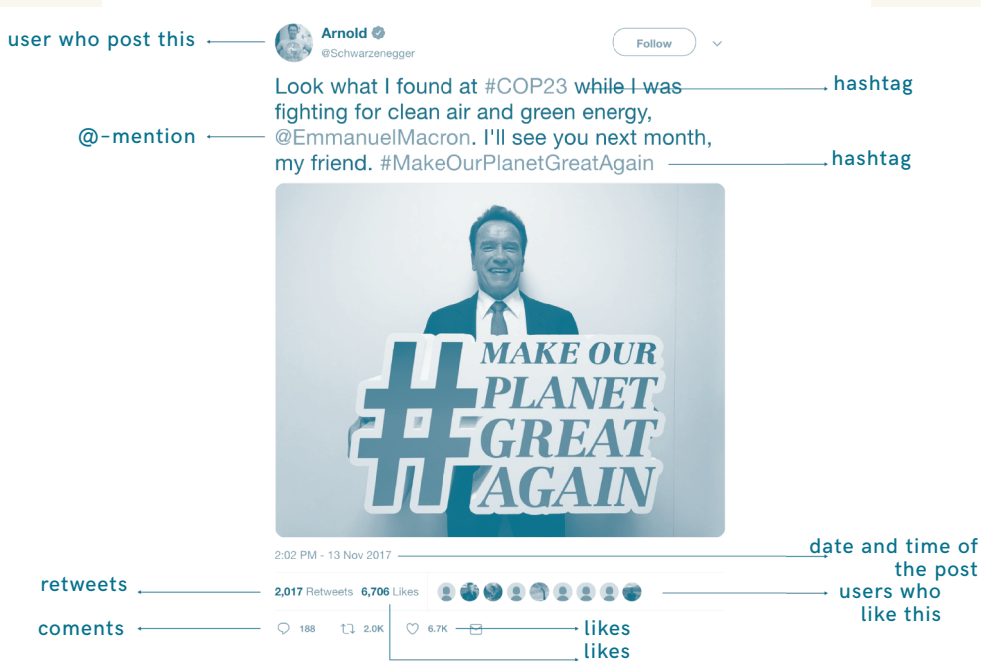 user who post this
Arnold
@Schwarzenegger
Follow
Look what I found at #COP23 while I was
fighting for clean air and green energy,
@EmmanuelMacron. I'll see you next month,
my friend. #MakeOurPlanetGreatAgain
hashtag
@-mention
hashtag
# MAKE OUR
PLANET
GREAT
AGAIN
2:02 PM - 13 Nov 2017
date and time of
the post
retweets
2,017 Retweets 6,706 Likes
users who
like this
coments
188 2.0K 6.7K
likes
likes